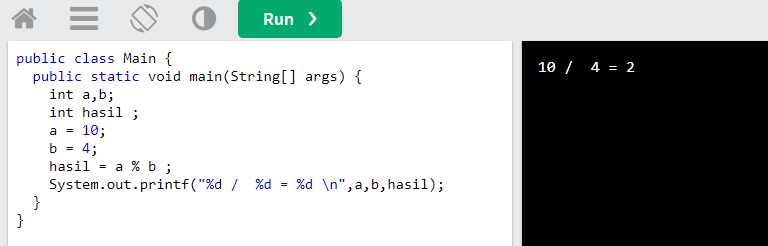 Run ❯
public class Main {
  public static void main(String[] args) {
    int a,b;
    int hasil ;
    a = 10;
    b = 4;
    hasil = a % b ;
    System.out.printf("%d /  %d = %d \n",a,b,hasil);
  }
}
10 /  4 = 2